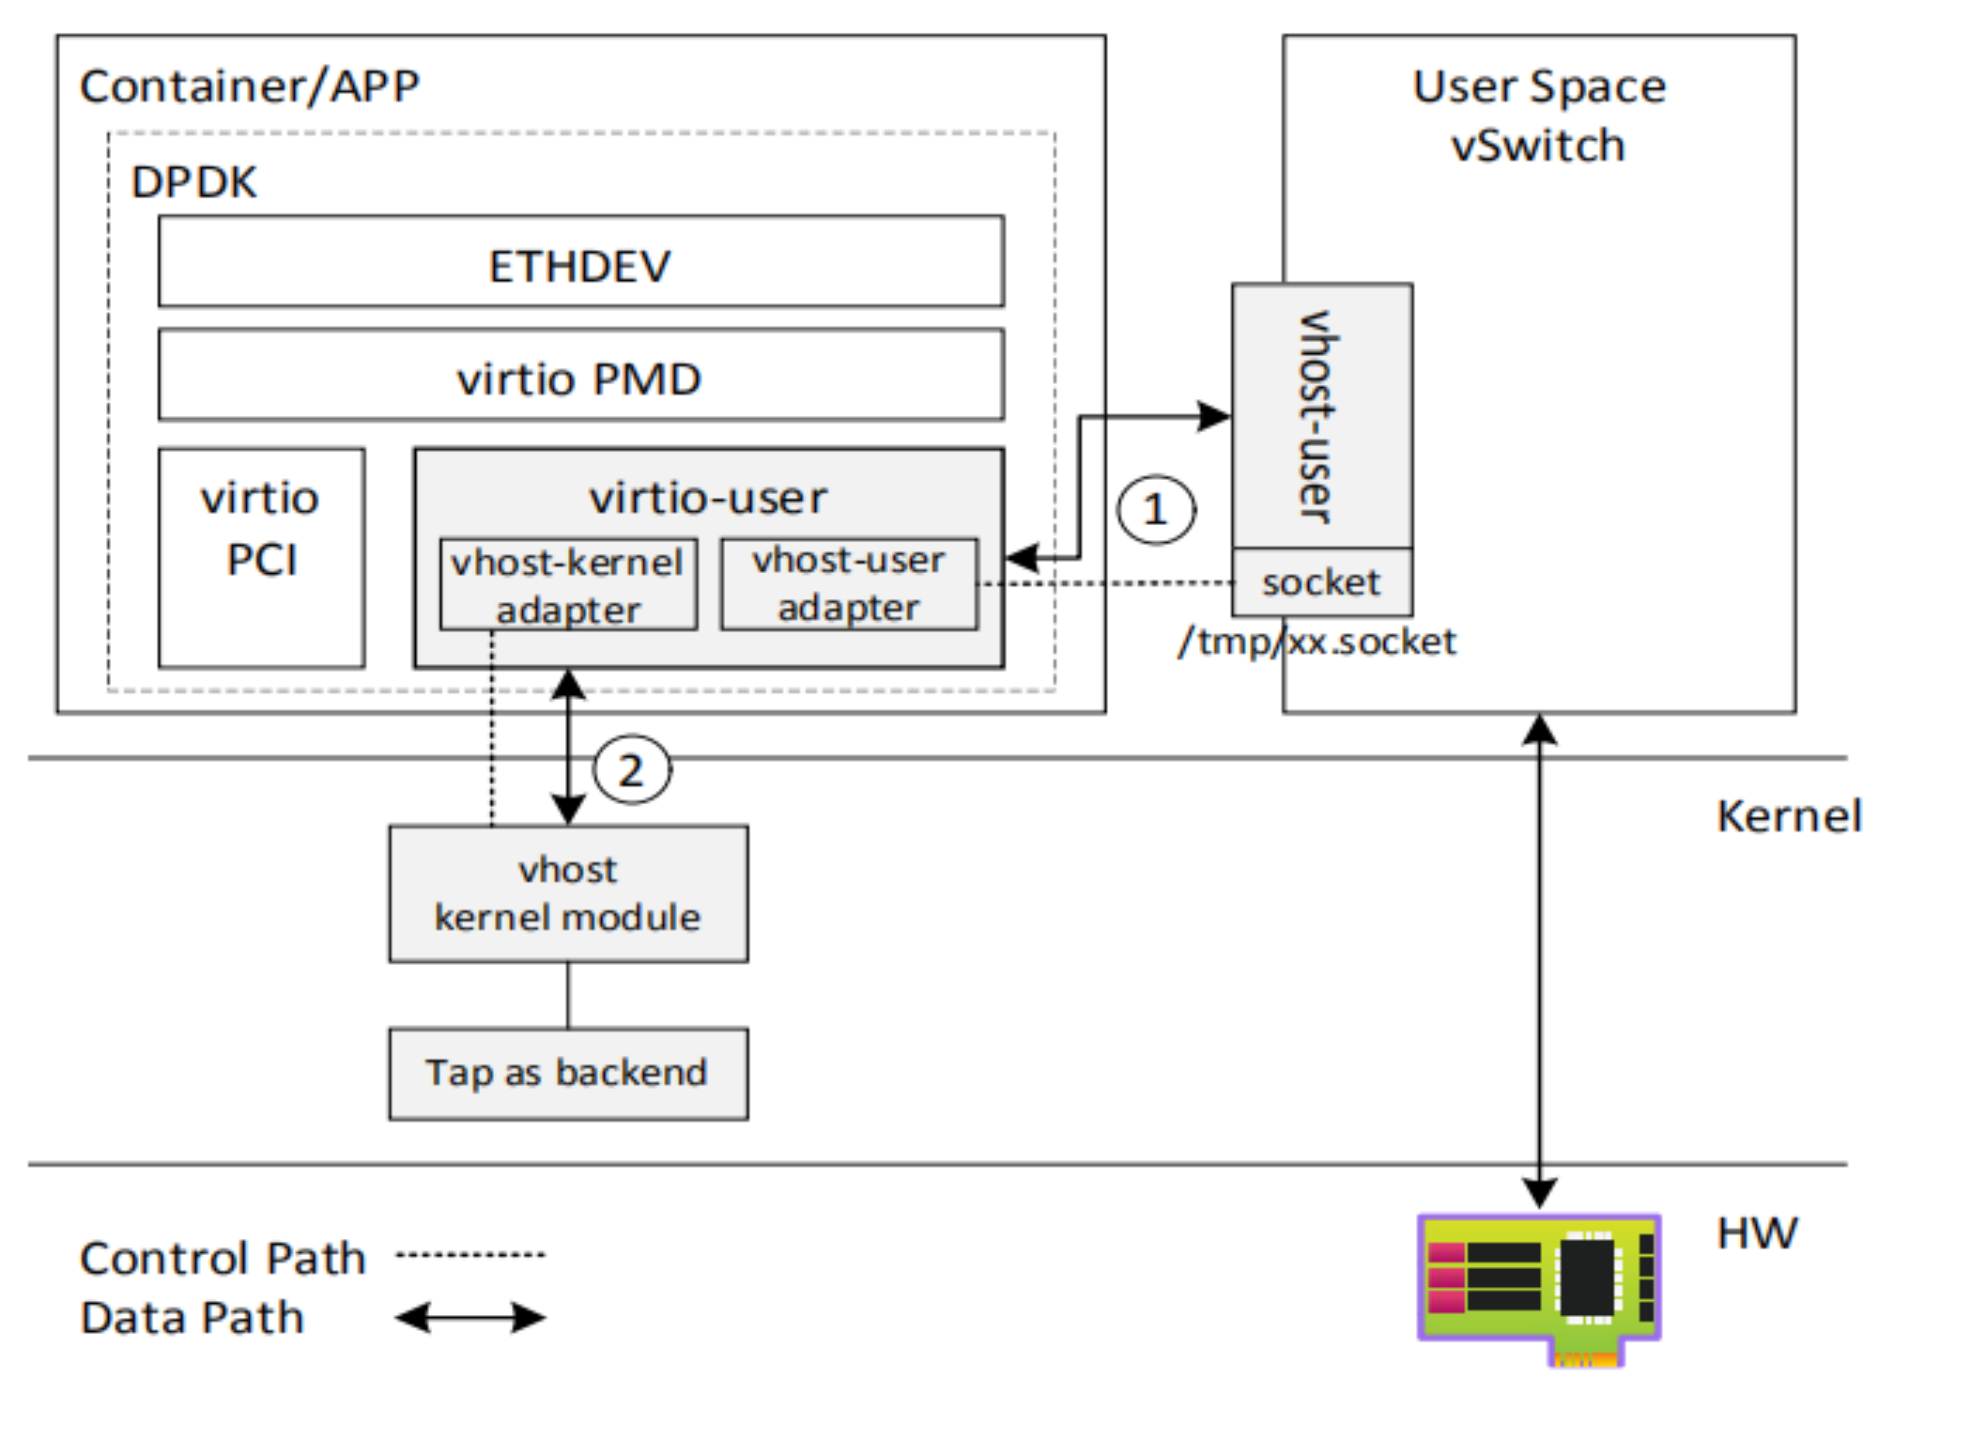 Container/APP
DPDK
ETHDEV
virtio PMD
virtio
PCI
virtio-user
vhost-kernel
adapter
vhost-user
adapter
1
User Space
vSwitch
vhost-user
socket
/tmp/xx.socket
2
Kernel
vhost
kernel module
Tap as backend
HW
Control Path
Data Path